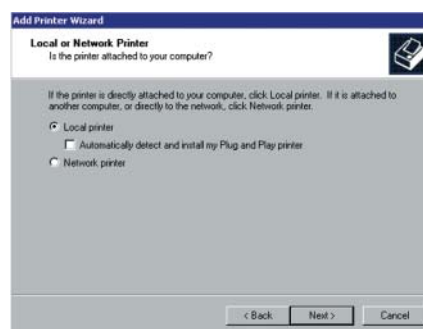 Add Printer Wizard
Local or Network Printer
Is the printer attached to your computer?
If the printer is directly attached to your computer, click Local printer. If it is attached to
another computer, or directly to the network, click Network printer.
Local printer
Automatically detect and install my Plug and Play printer
Network printer
< Back Next > Cancel